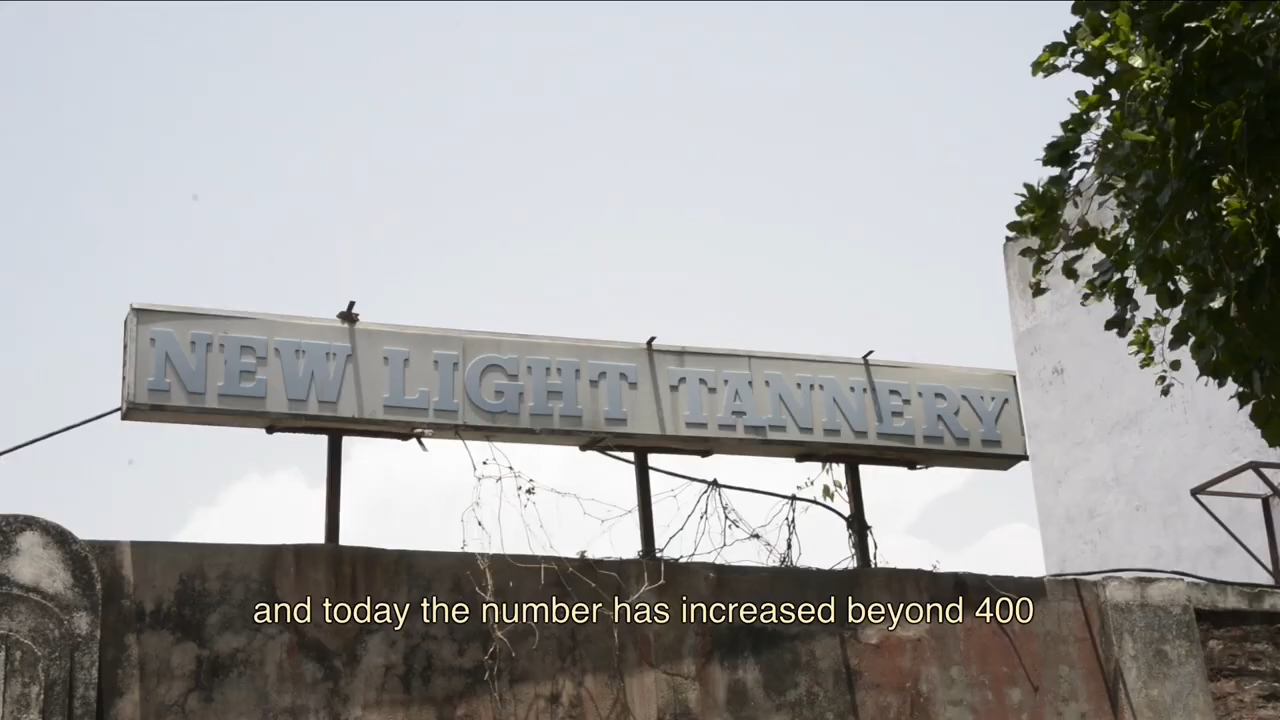 NEW LIGHT TANNERY
and today the number has increased beyond 400